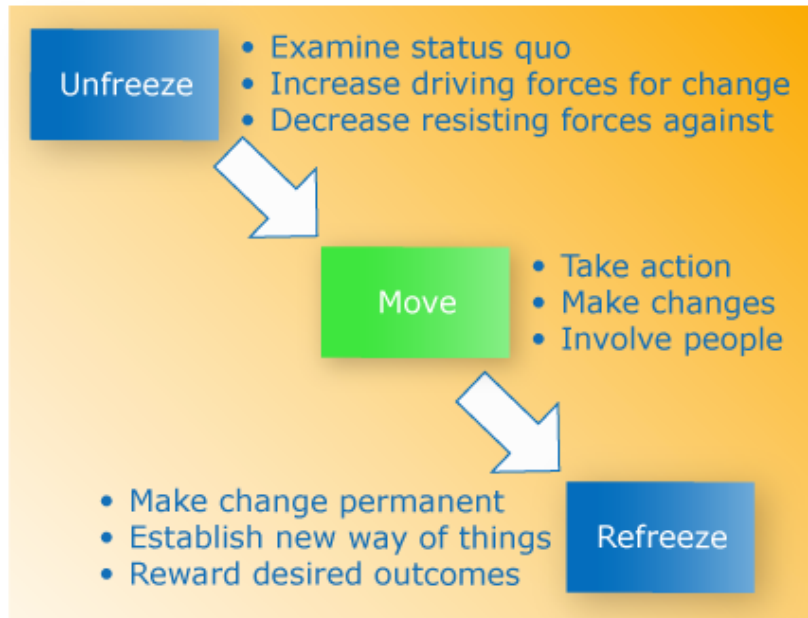 Unfreeze
• Examine status quo
• Increase driving forces for change
• Decrease resisting forces against
Move
• Take action
• Make changes
• Involve people
• Make change permanent
• Establish new way of things
• Reward desired outcomes
Refreeze